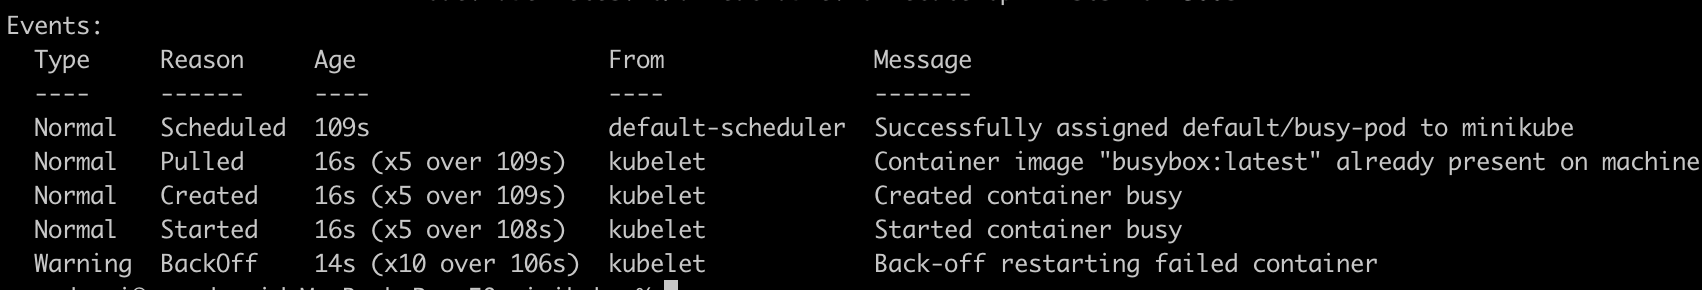 Events:
Type Reason Age From Message
---- ------ ---- ---- -------
Normal Scheduled 109s default-scheduler Successfully assigned default/busy-pod to minikube
Normal Pulled 16s (x5 over 109s) kubelet Container image "busybox:latest" already present on machine
Normal Created 16s (x5 over 109s) kubelet Created container busy
Normal Started 16s (x5 over 108s) kubelet Started container busy
Warning BackOff 14s (x10 over 106s) kubelet Back-off restarting failed container